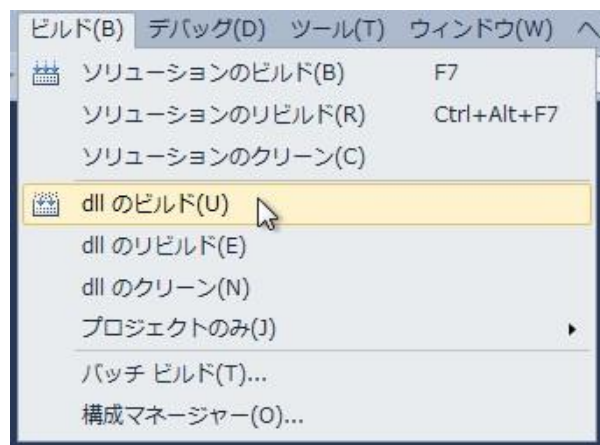 ビルド(B) デバッグ(D) ツール(T) ウィンドウ(W) ヘ
ソリューションのビルド(B) F7
ソリューションのリビルド(R) Ctrl+Alt+F7
ソリューションのクリーン(C)
dll のビルド(U)
dll のリビルド(E)
dll のクリーン(N)
プロジェクトのみ(J)
バッチ ビルド(T)...
構成マネージャー(O)...